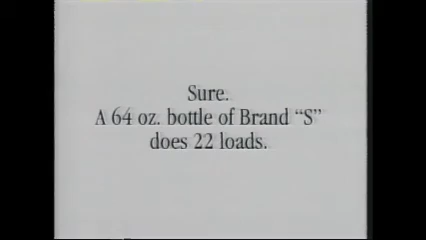 Sure.
A 64 oz. bottle of Brand “S”
does 22 loads.